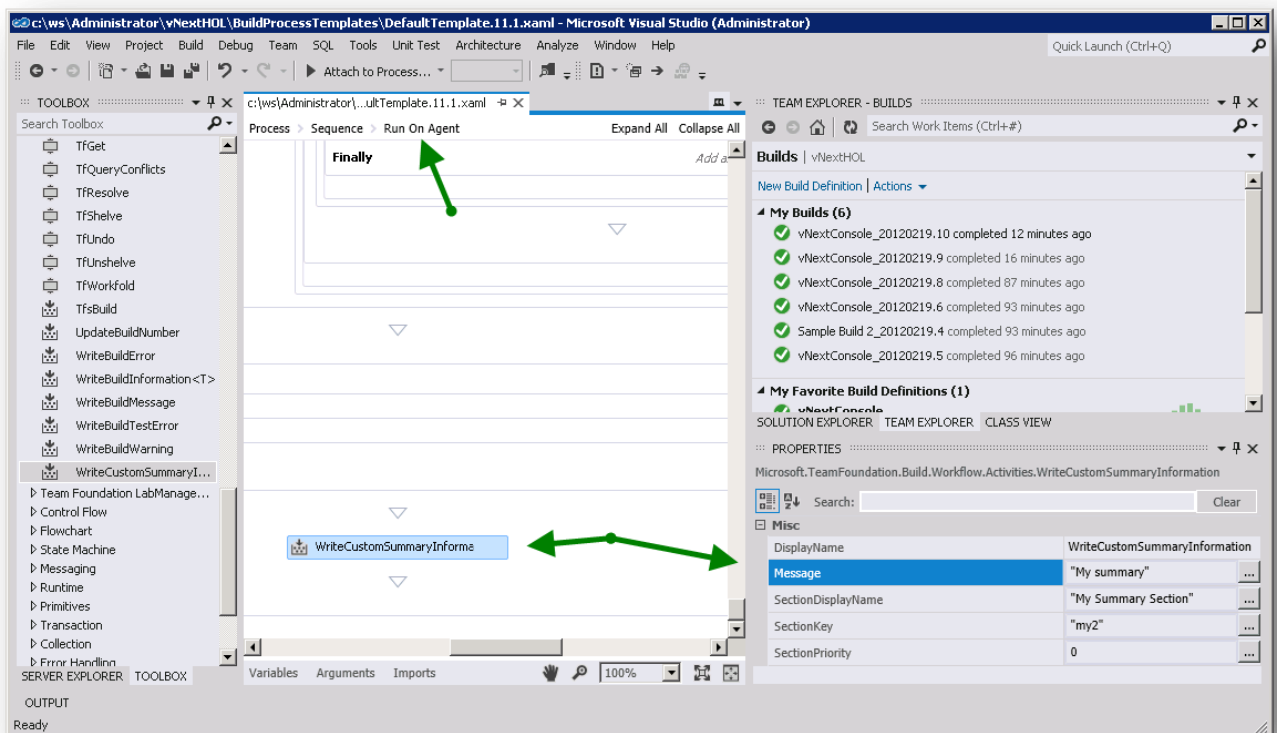 c:\ws\Administrator\vNextHOL\BuildProcessTemplates\DefaultTemplate.11.1.xaml - Microsoft Visual Studio (Administrator)
File Edit View Project Build Debug Team SQL Tools Unit Test Architecture Analyze Window Help
Quick Launch (Ctrl+Q)
Attach to Process...
TOOLBOX
Search Toolbox
TfGet
TfQueryConflicts
TfResolve
TfShelve
TfUndo
TfUnshelve
TfWorkfold
TfsBuild
UpdateBuildNumber
WriteBuildError
WriteBuildInformation<T>
WriteBuildMessage
WriteBuildTestError
WriteBuildWarning
WriteCustomSummaryI...
Team Foundation LabManage...
Control Flow
Flowchart
State Machine
Messaging
Runtime
Primitives
Transaction
Collection
Error Handling
SERVER EXPLORER TOOLBOX
c:\ws\Administrator\...ultTemplate.11.1.xaml
Process > Sequence > Run On Agent
Expand All Collapse All
Finally
Add a
WriteCustomSummaryInforma
Variables Arguments Imports
100%
TEAM EXPLORER - BUILDS
Search Work Items (Ctrl+#)
Builds | vNextHOL
New Build Definition | Actions
My Builds (6)
vNextConsole_20120219.10 completed 12 minutes ago
vNextConsole_20120219.9 completed 16 minutes ago
vNextConsole_20120219.8 completed 87 minutes ago
vNextConsole_20120219.6 completed 93 minutes ago
Sample Build 2_20120219.4 completed 93 minutes ago
vNextConsole_20120219.5 completed 96 minutes ago
My Favorite Build Definitions (1)
vNextConsole
SOLUTION EXPLORER TEAM EXPLORER CLASS VIEW
PROPERTIES
Microsoft.TeamFoundation.Build.Workflow.Activities.WriteCustomSummaryInformation
Search:
Clear
Misc
DisplayName WriteCustomSummaryInformation
Message "My summary" ...
SectionDisplayName "My Summary Section" ...
SectionKey "my2" ...
SectionPriority 0 ...
OUTPUT
Ready